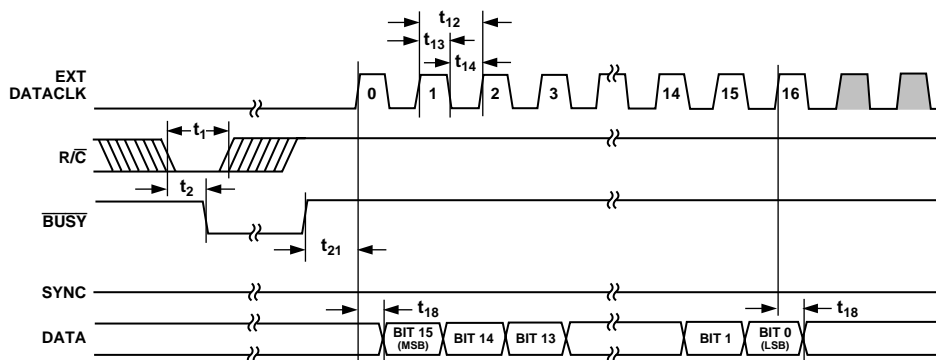 t12
t13
t14
EXT
DATACLK
0
1
2
3
14
15
16
t1
R/C̅
t2
B̅U̅S̅Y̅
t21
SYNC
t18
t18
DATA
BIT 15
(MSB)
BIT 14
BIT 13
BIT 1
BIT 0
(LSB)